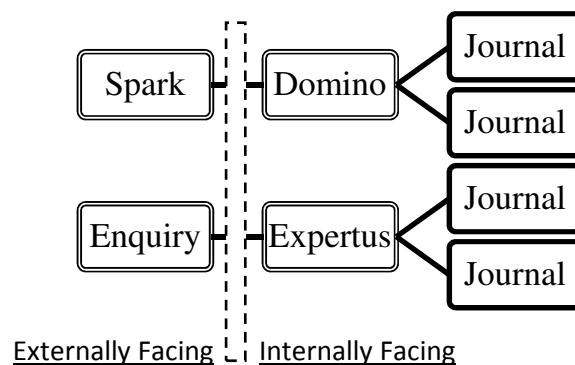 Journal
Spark Domino
Journal
Journal
Enquiry Expertus
Journal
Externally Facing Internally Facing